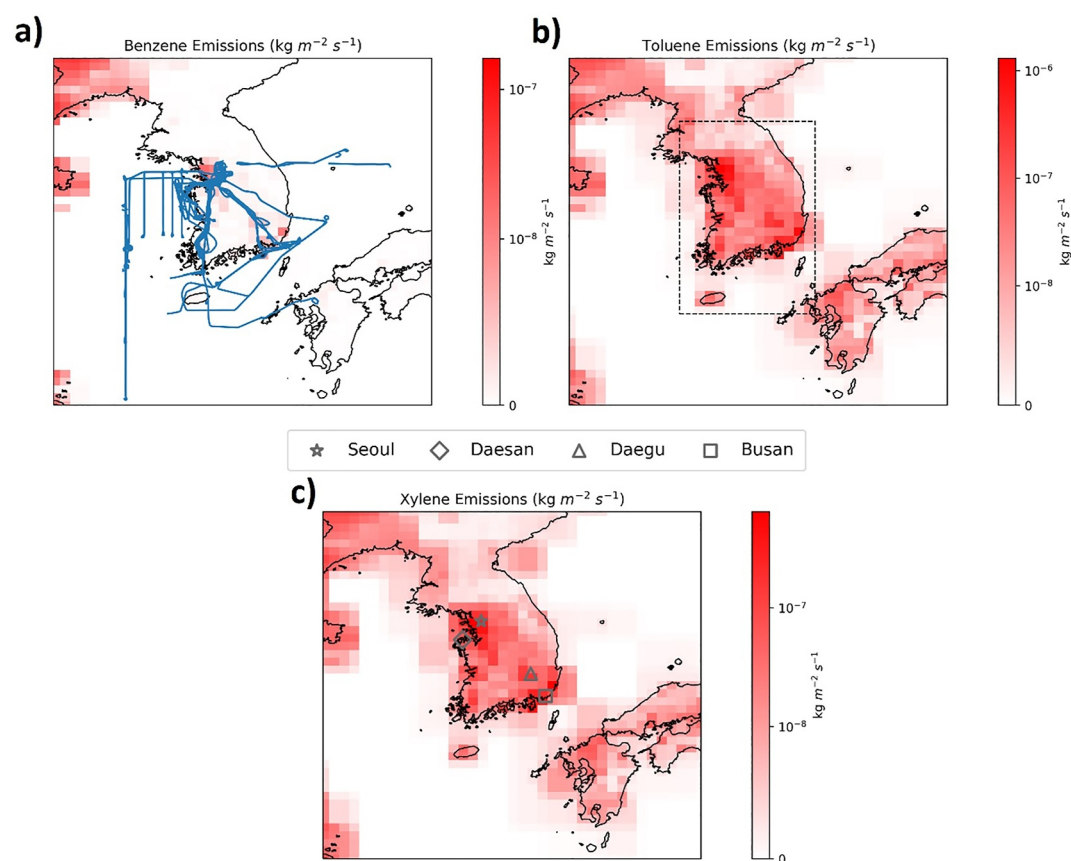 a)
Benzene Emissions (kg m⁻² s⁻¹)
10⁻⁷
10⁻⁸
0
kg m⁻² s⁻¹
b)
Toluene Emissions (kg m⁻² s⁻¹)
10⁻⁶
10⁻⁷
10⁻⁸
0
kg m⁻² s⁻¹
Seoul Daesan Daegu Busan
c)
Xylene Emissions (kg m⁻² s⁻¹)
10⁻⁷
10⁻⁸
0
kg m⁻² s⁻¹